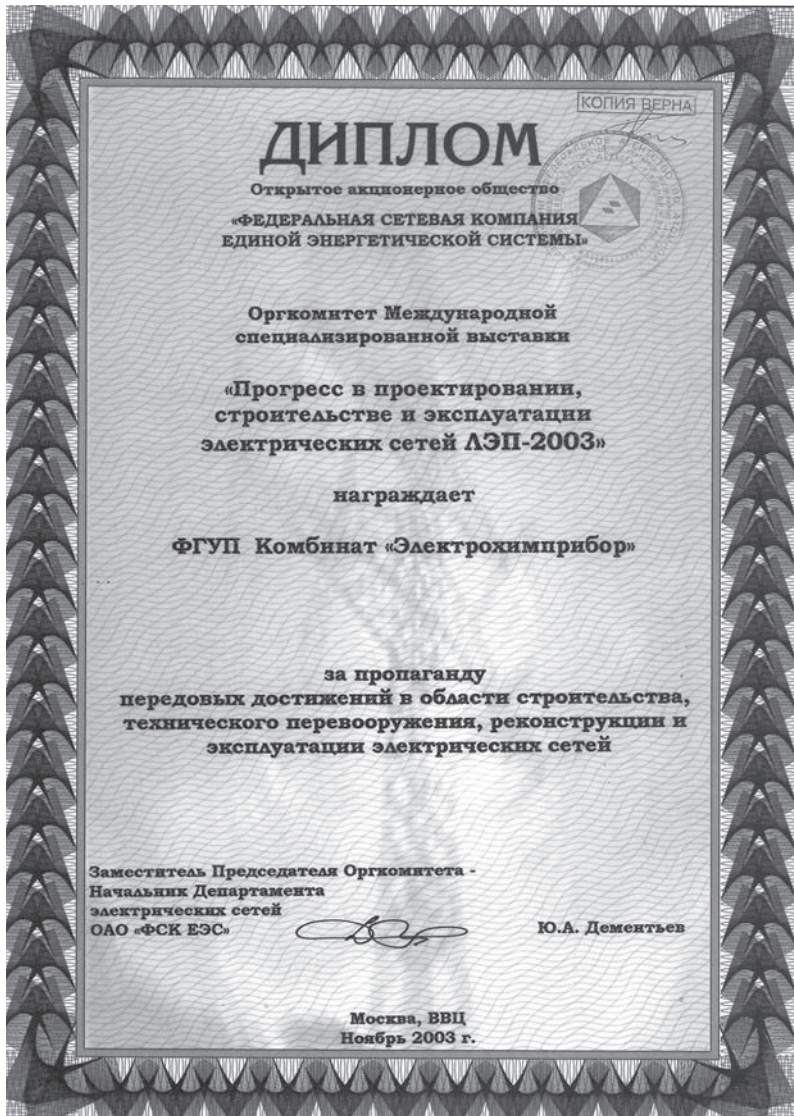 КОПИЯ ВЕРНА
ДИПЛОМ
Открытое акционерное общество
«ФЕДЕРАЛЬНАЯ СЕТЕВАЯ КОМПАНИЯ
ЕДИНОЙ ЭНЕРГЕТИЧЕСКОЙ СИСТЕМЫ»
Оргкомитет Международной
специализированной выставки
«Прогресс в проектировании,
строительстве и эксплуатации
электрических сетей ЛЭП-2003»
награждает
ФГУП Комбинат «Электрохимприбор»
за пропаганду
передовых достижений в области строительства,
технического перевооружения, реконструкции и
эксплуатации электрических сетей
Заместитель Председателя Оргкомитета -
Начальник Департамента
электрических сетей
ОАО «ФСК ЕЭС»
Ю.А. Дементьев
Москва, ВВЦ
Ноябрь 2003 г.